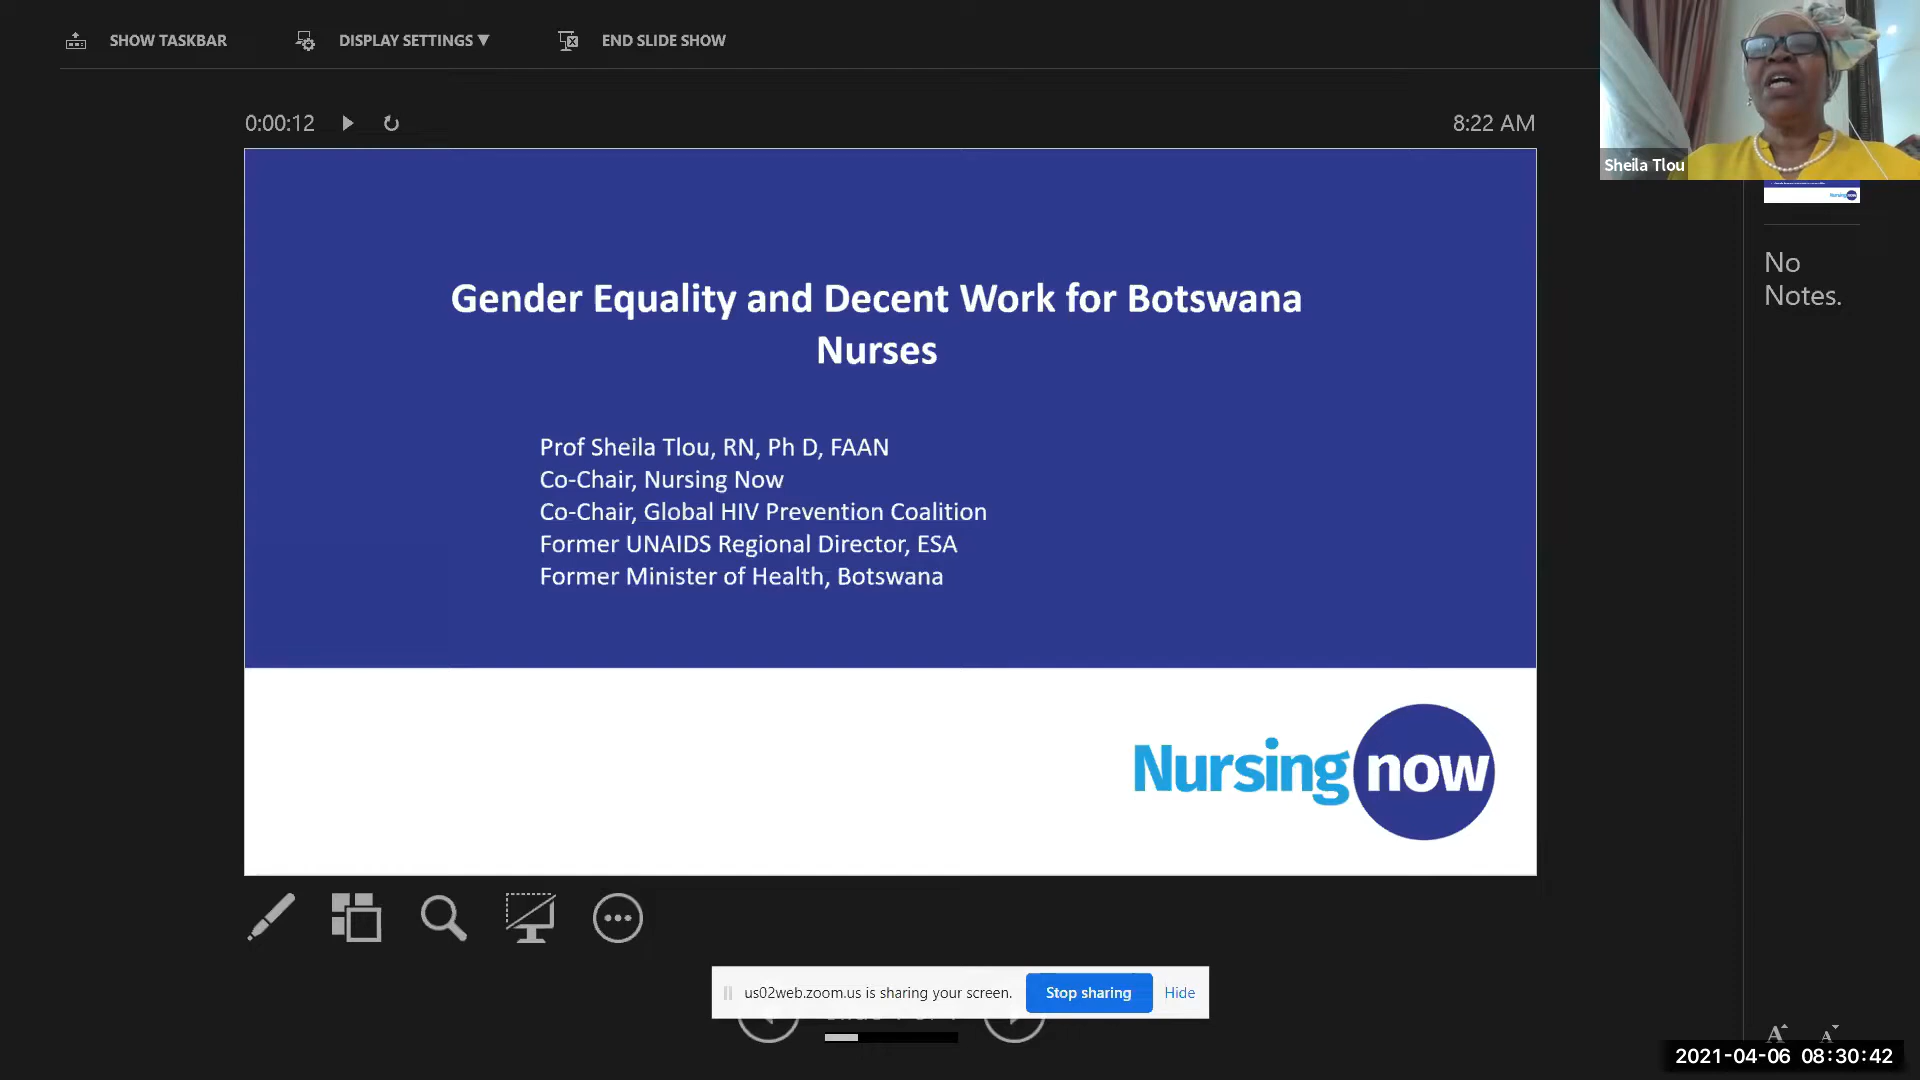 SHOW TASKBAR
DISPLAY SETTINGS ▼
END SLIDE SHOW
0:00:12
8:22 AM
Sheila Tlou
Gender Equality and Decent Work for Botswana
Nurses
Prof Sheila Tlou, RN, Ph D, FAAN
Co-Chair, Nursing Now
Co-Chair, Global HIV Prevention Coalition
Former UNAIDS Regional Director, ESA
Former Minister of Health, Botswana
Nursing now
Nursing now
No
Notes.
us02web.zoom.us is sharing your screen.
Stop sharing
Hide
A A
2021-04-06 08:30:42